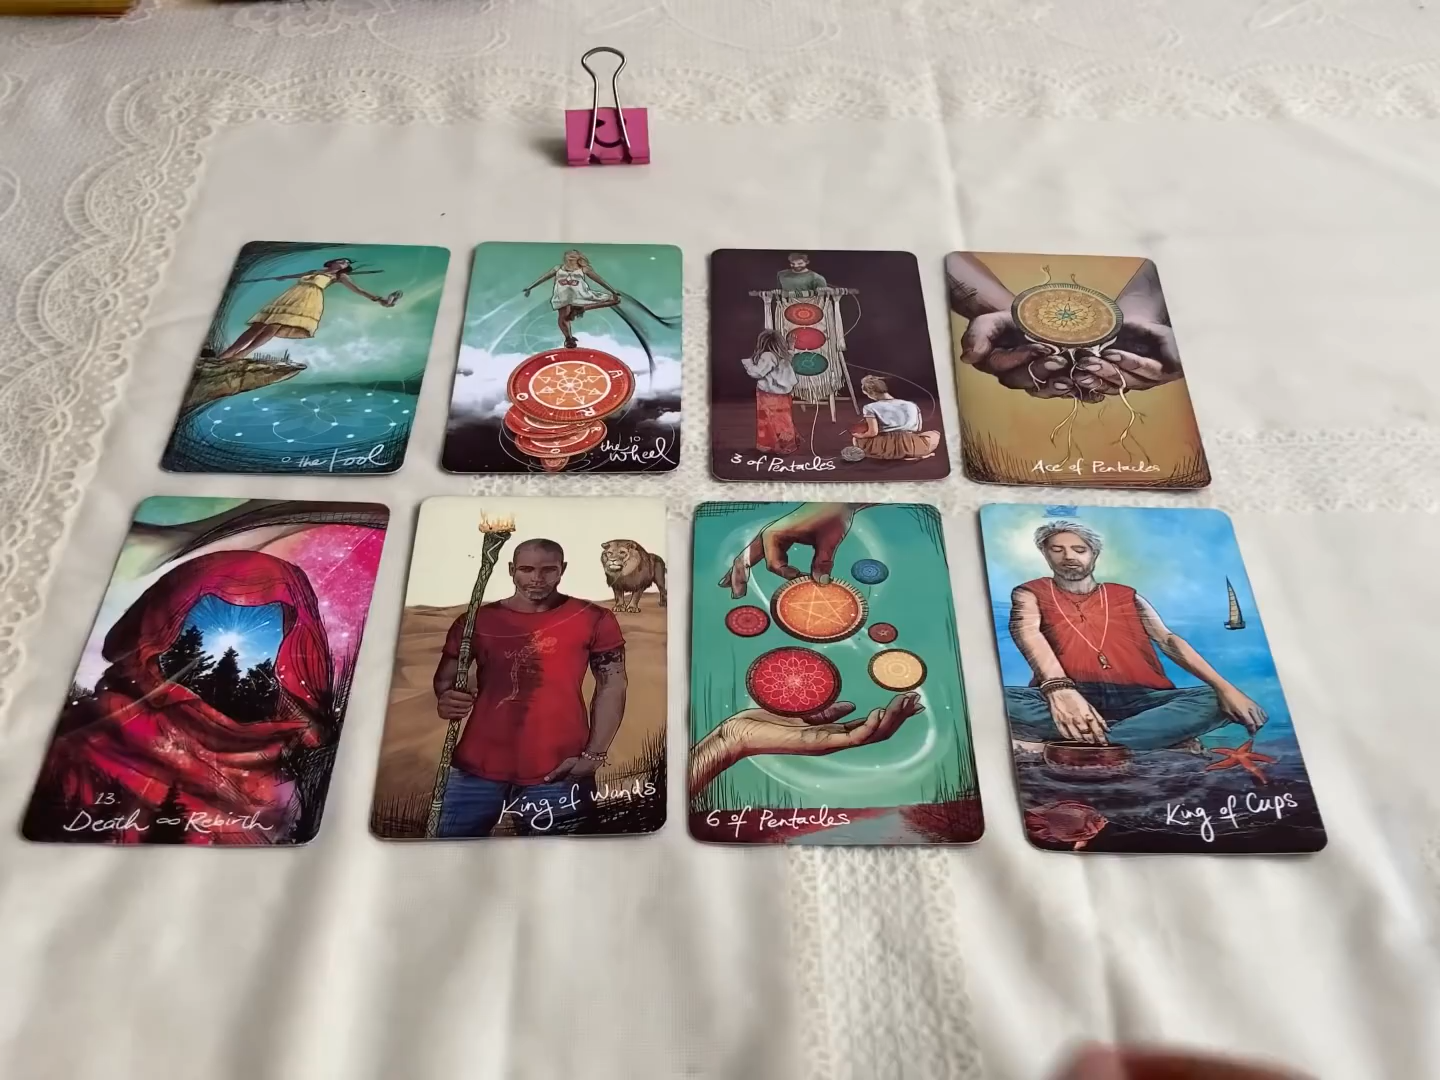 0 the Fool
T A R O
10
the Wheel
3 of Pentacles
Ace of Pentacles
13.
Death ∞ Rebirth
King of Wands
6 of Pentacles
King of Cups